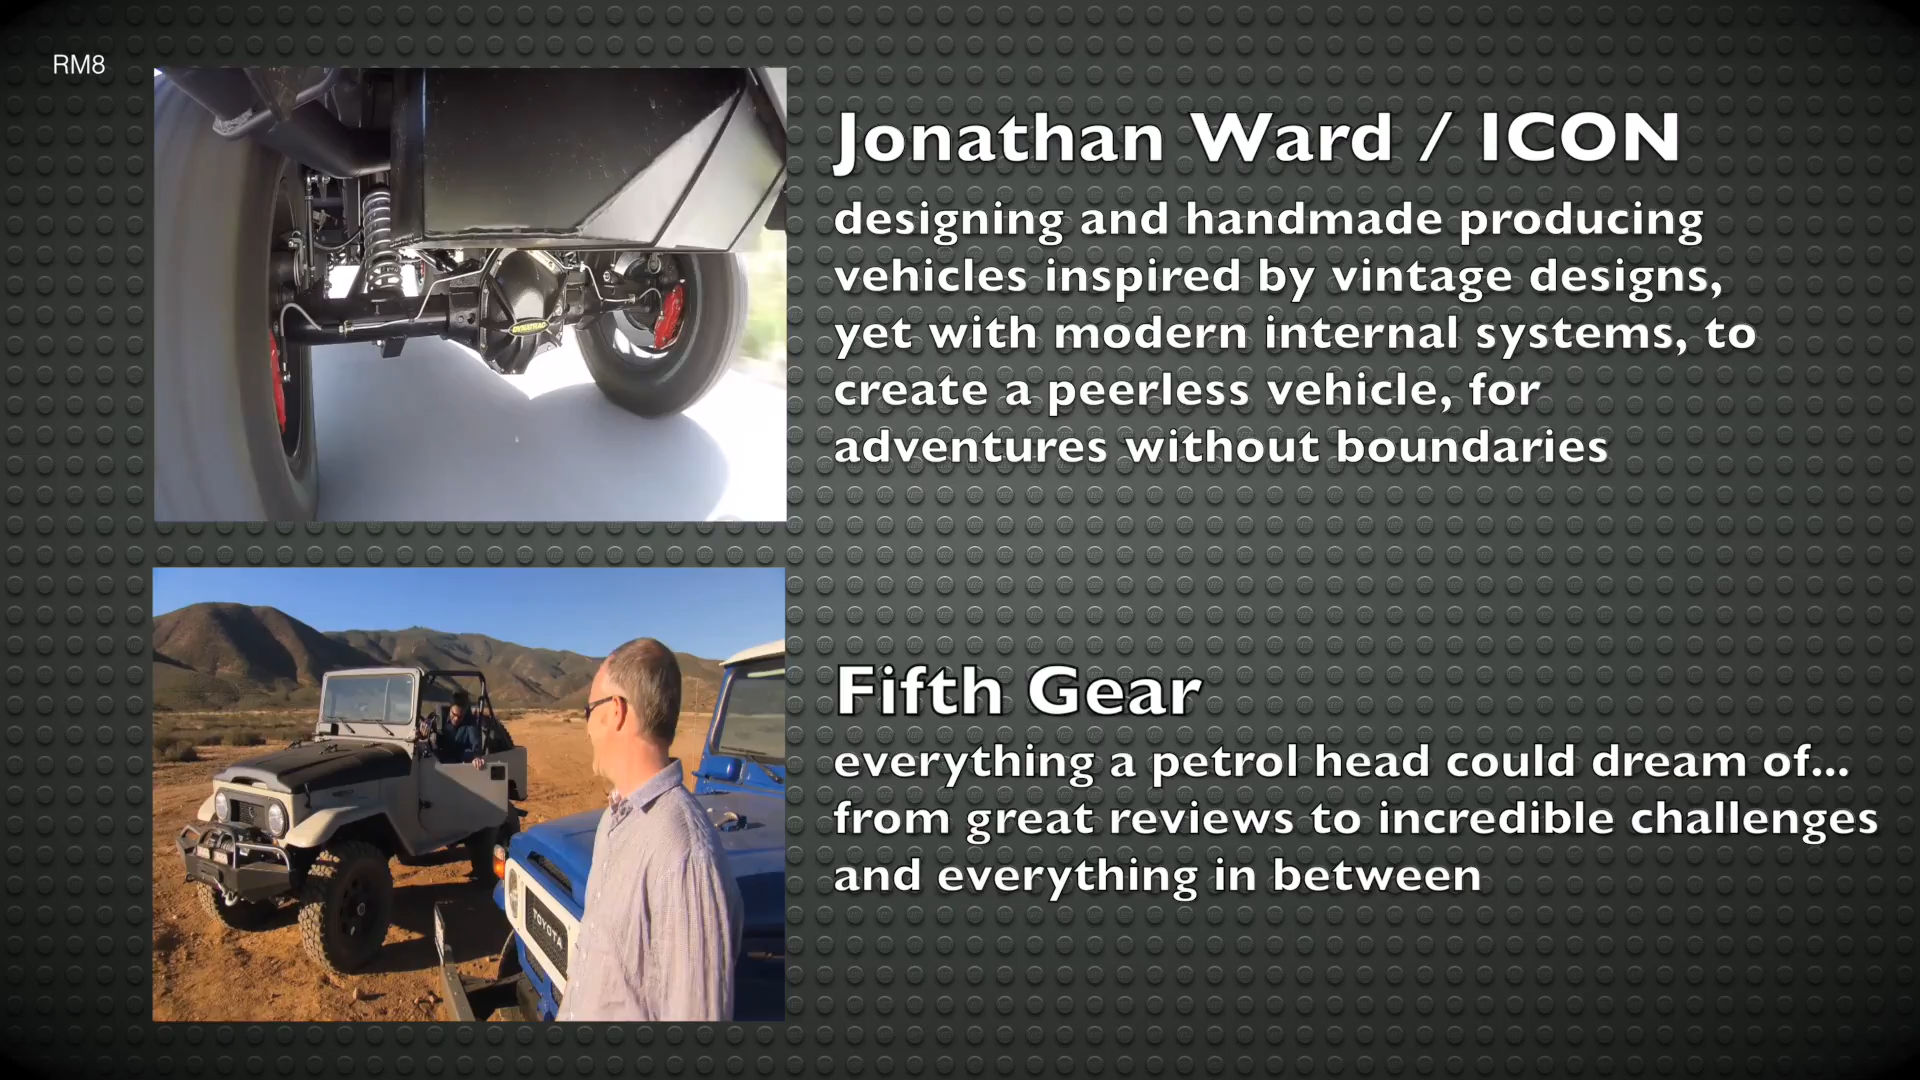 RM8
Jonathan Ward / ICON
designing and handmade producing
vehicles inspired by vintage designs,
yet with modern internal systems, to
create a peerless vehicle, for
adventures without boundaries
DYNATRAC
Fifth Gear
everything a petrol head could dream of...
from great reviews to incredible challenges
and everything in between
TOYOTA